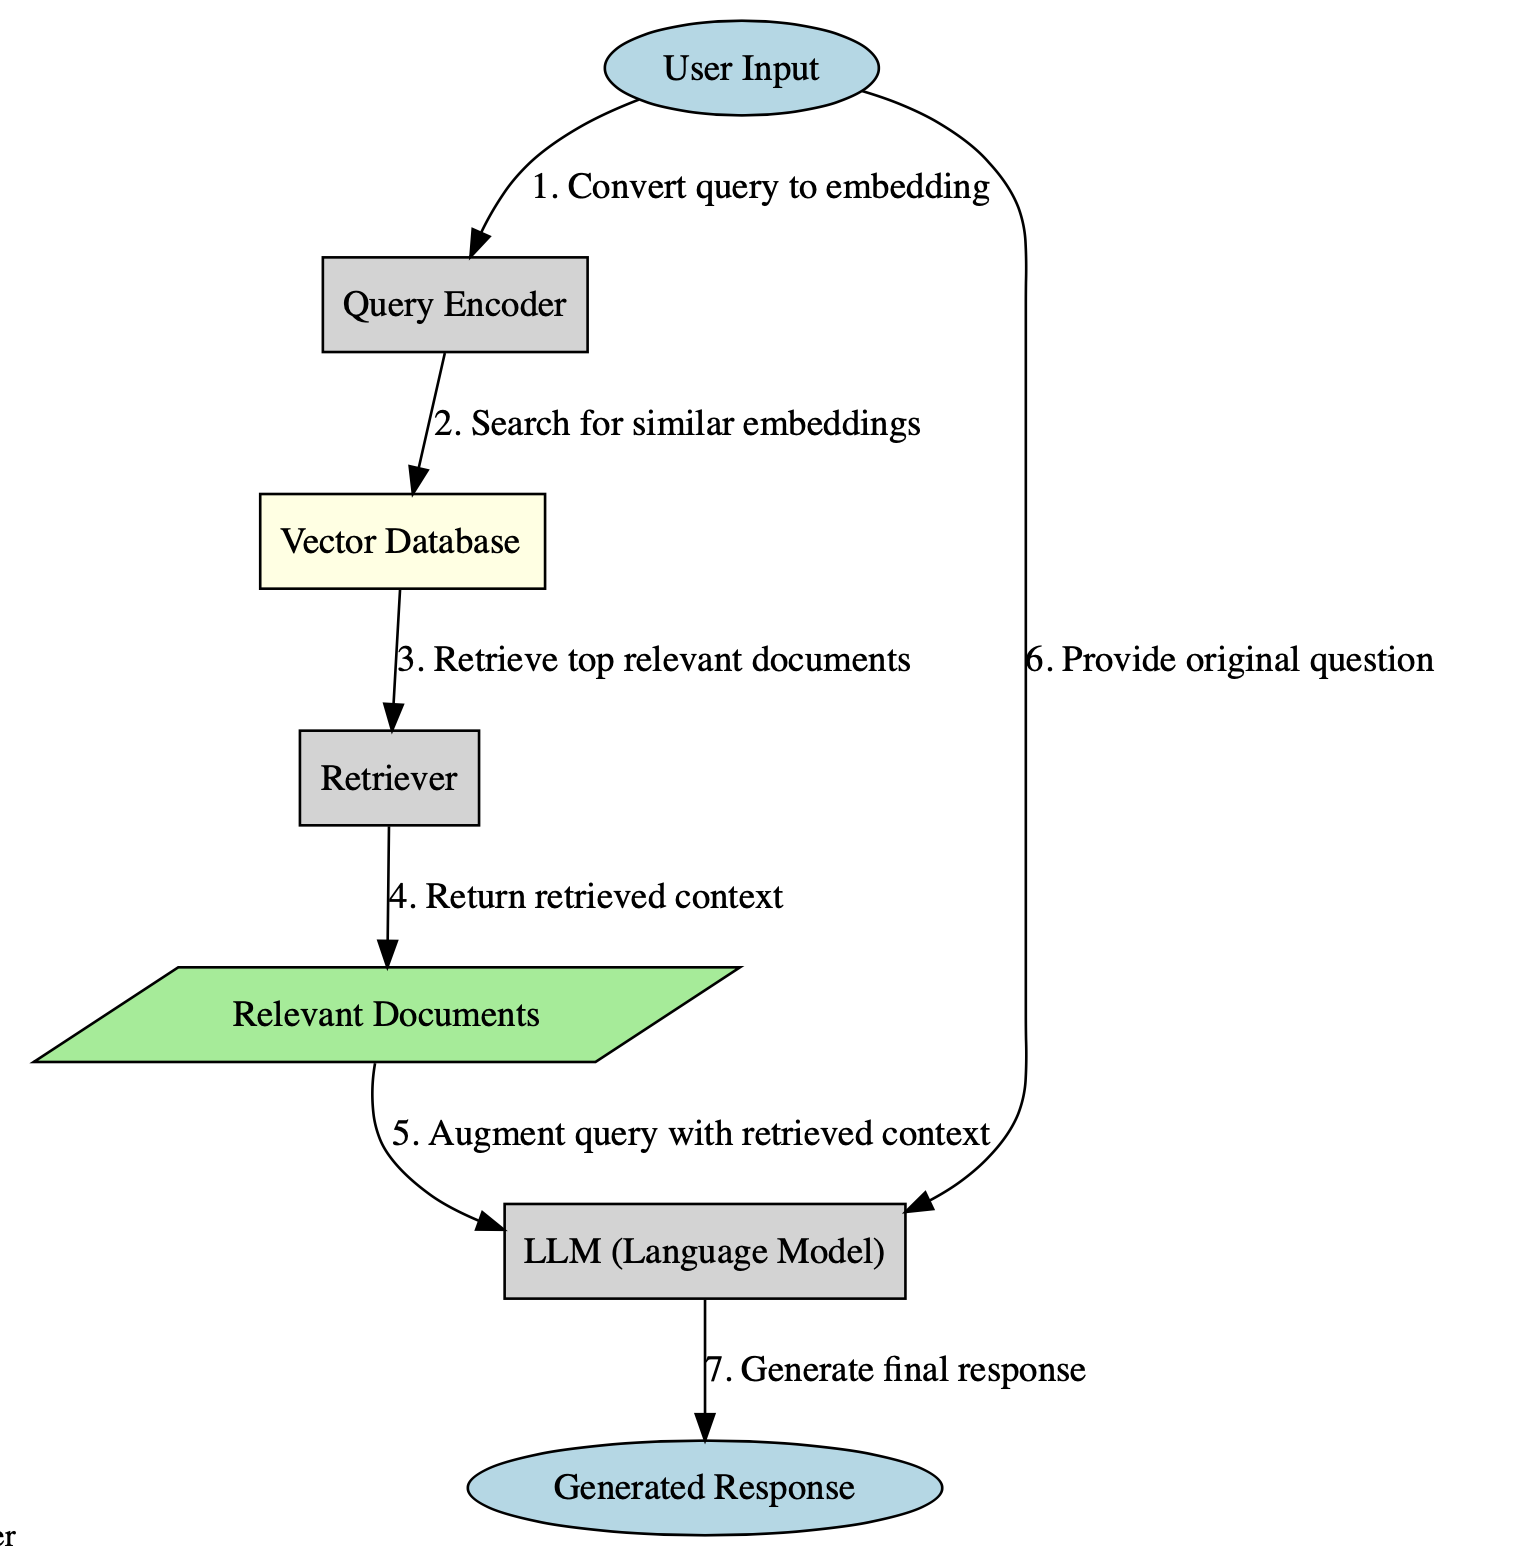 User Input
1. Convert query to embedding
Query Encoder
2. Search for similar embeddings
Vector Database
3. Retrieve top relevant documents
6. Provide original question
Retriever
4. Return retrieved context
Relevant Documents
5. Augment query with retrieved context
LLM (Language Model)
7. Generate final response
Generated Response
er